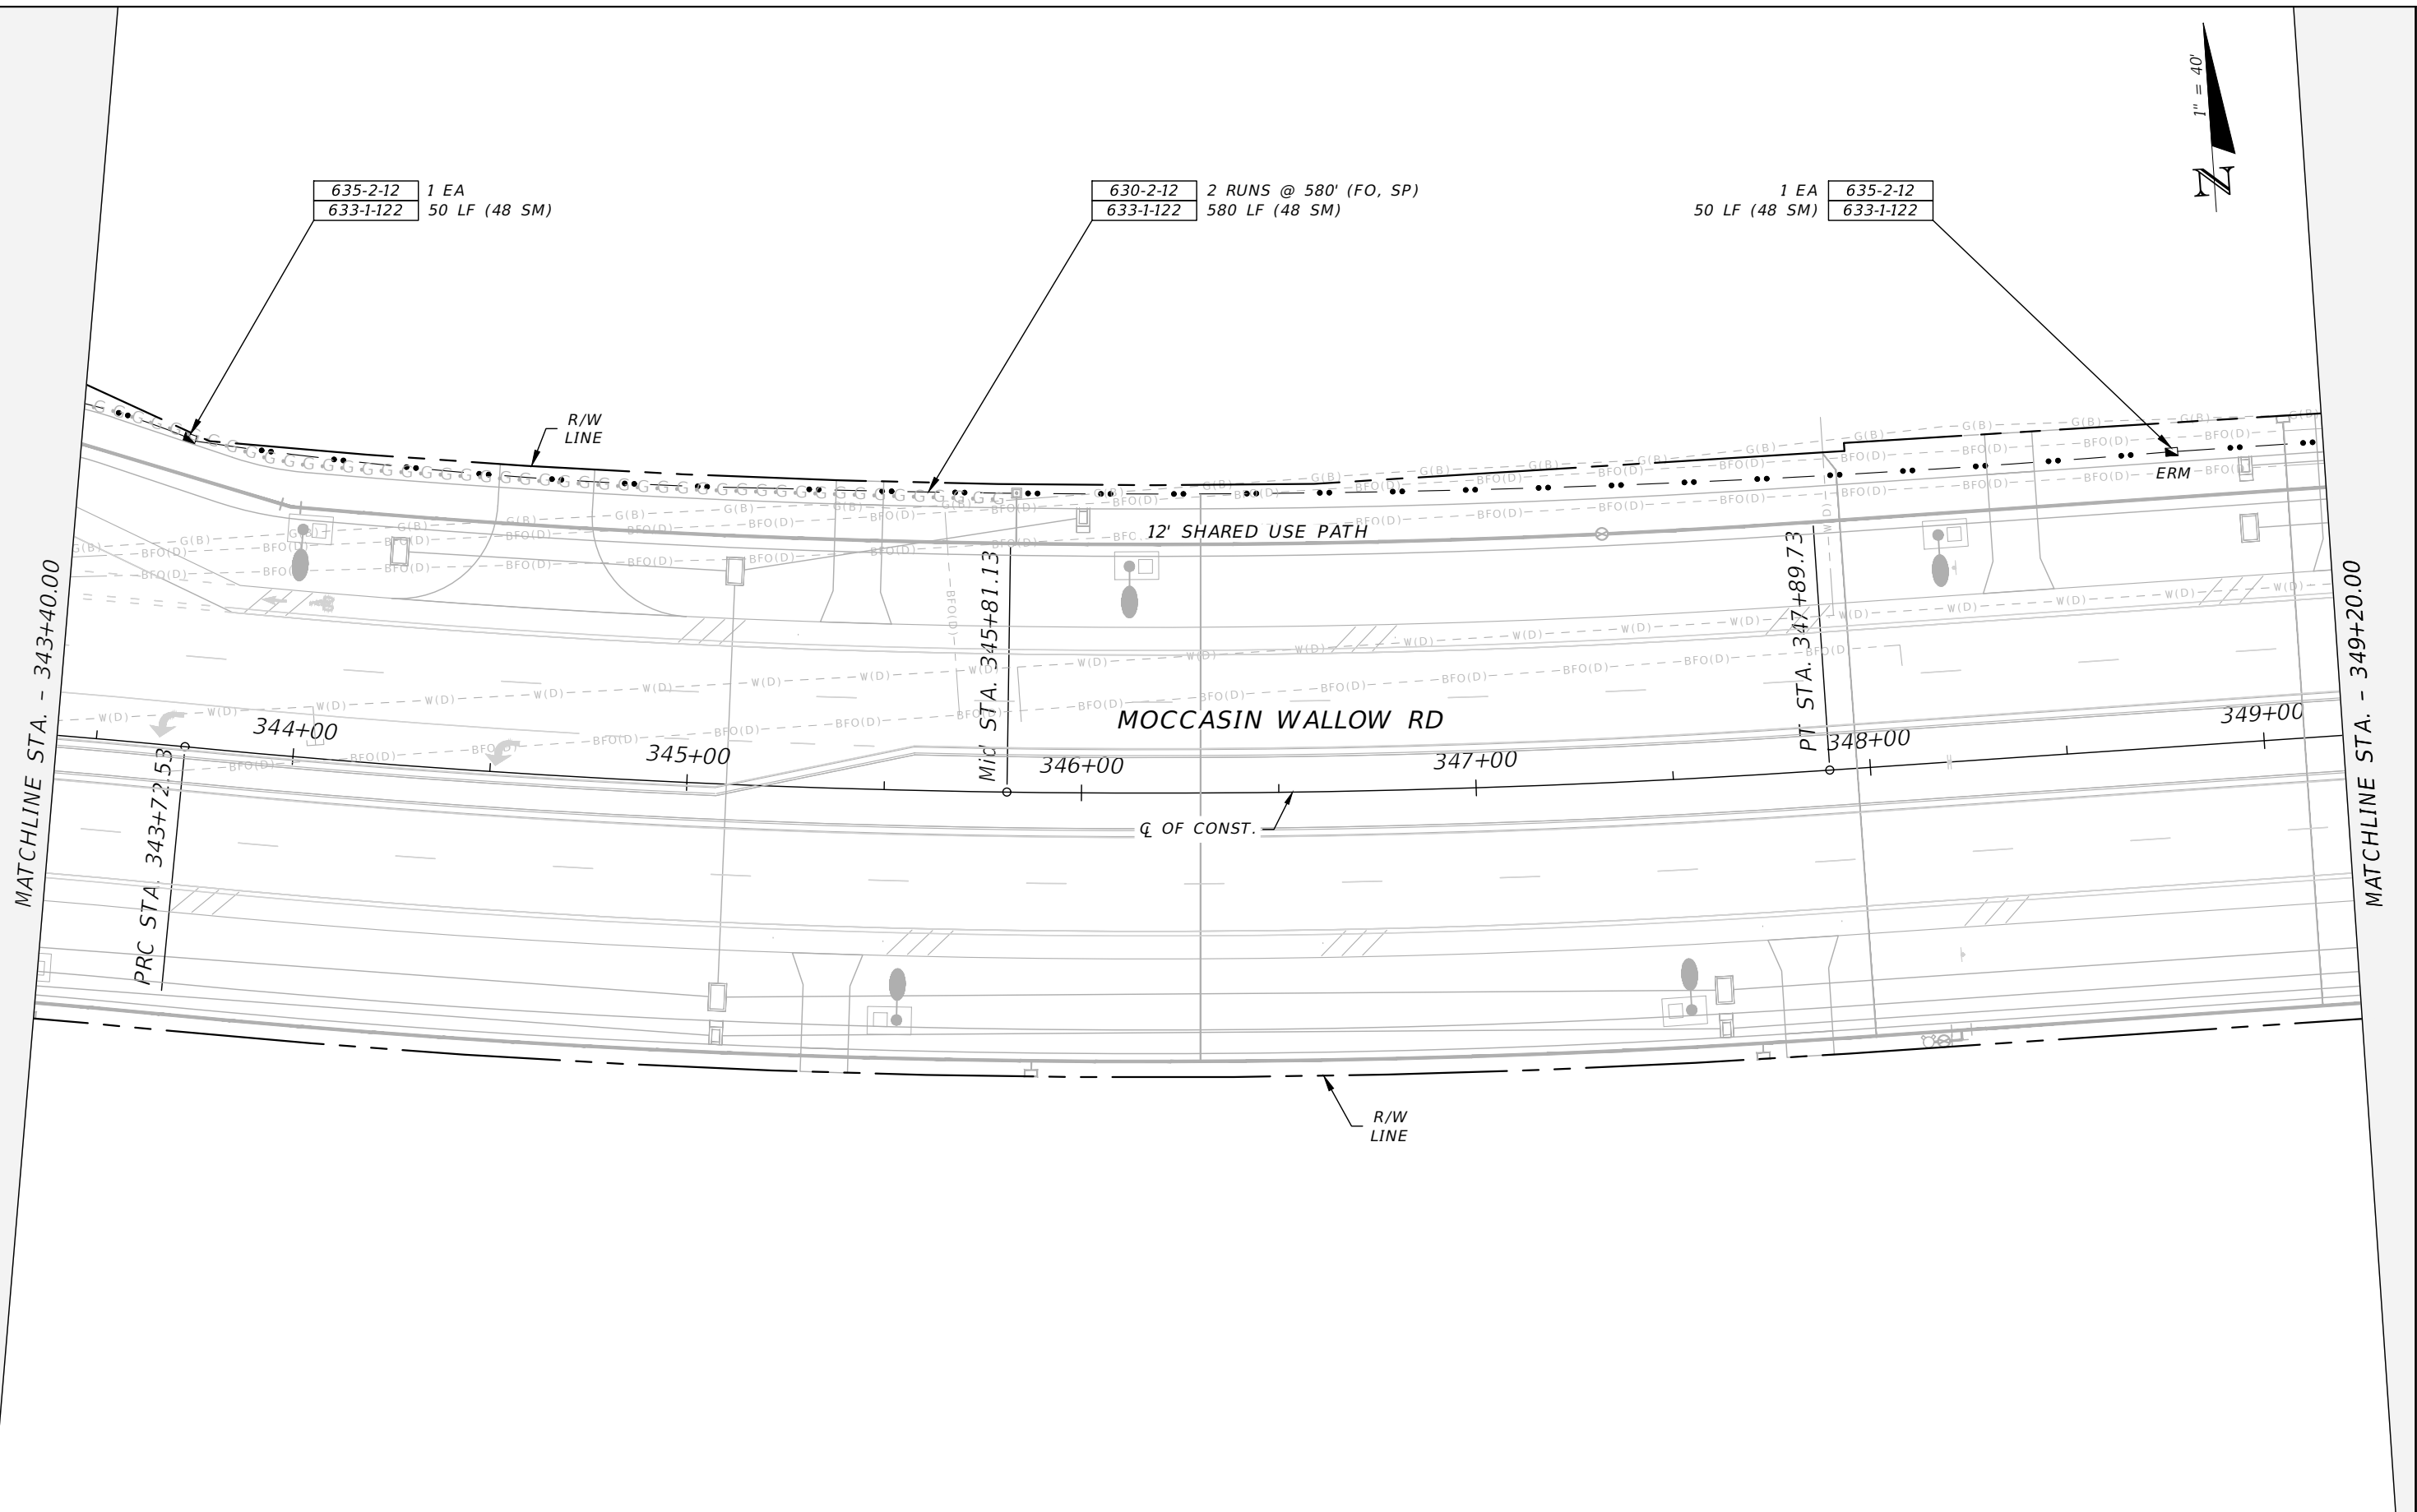 1" = 40'
N
635-2-12 1 EA
633-1-122 50 LF (48 SM)
630-2-12 2 RUNS @ 580' (FO, SP)
633-1-122 580 LF (48 SM)
1 EA 635-2-12
50 LF (48 SM) 633-1-122
R/W
LINE
ERM
12' SHARED USE PATH
MATCHLINE STA. - 343+40.00
PRC STA. 343+72.53
Mid STA. 345+81.13
PT STA. 347+89.73
MATCHLINE STA. - 349+20.00
MOCCASIN WALLOW RD
344+00
345+00
346+00
347+00
348+00
349+00
℄ OF CONST.
R/W
LINE